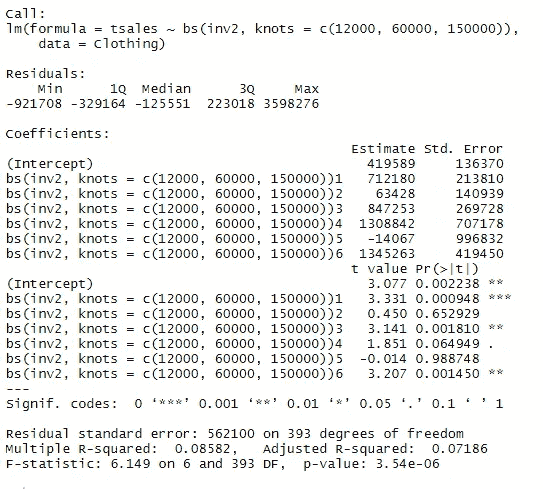 Call:
lm(formula = tsales ~ bs(inv2, knots = c(12000, 60000, 150000)),
data = Clothing)
Residuals:
Min 1Q Median 3Q Max
-921708 -329164 -125551 223018 3598276
Coefficients:
Estimate Std. Error
(Intercept) 419589 136370
bs(inv2, knots = c(12000, 60000, 150000))1 712180 213810
bs(inv2, knots = c(12000, 60000, 150000))2 63428 140939
bs(inv2, knots = c(12000, 60000, 150000))3 847253 269728
bs(inv2, knots = c(12000, 60000, 150000))4 1308842 707178
bs(inv2, knots = c(12000, 60000, 150000))5 -14067 996832
bs(inv2, knots = c(12000, 60000, 150000))6 1345263 419450
t value Pr(>|t|)
(Intercept) 3.077 0.002238 **
bs(inv2, knots = c(12000, 60000, 150000))1 3.331 0.000948 ***
bs(inv2, knots = c(12000, 60000, 150000))2 0.450 0.652929
bs(inv2, knots = c(12000, 60000, 150000))3 3.141 0.001810 **
bs(inv2, knots = c(12000, 60000, 150000))4 1.851 0.064949 .
bs(inv2, knots = c(12000, 60000, 150000))5 -0.014 0.988748
bs(inv2, knots = c(12000, 60000, 150000))6 3.207 0.001450 **
---
Signif. codes: 0 ‘***’ 0.001 ‘**’ 0.01 ‘*’ 0.05 ‘.’ 0.1 ‘ ’ 1
Residual standard error: 562100 on 393 degrees of freedom
Multiple R-squared: 0.08582, Adjusted R-squared: 0.07186
F-statistic: 6.149 on 6 and 393 DF, p-value: 3.54e-06